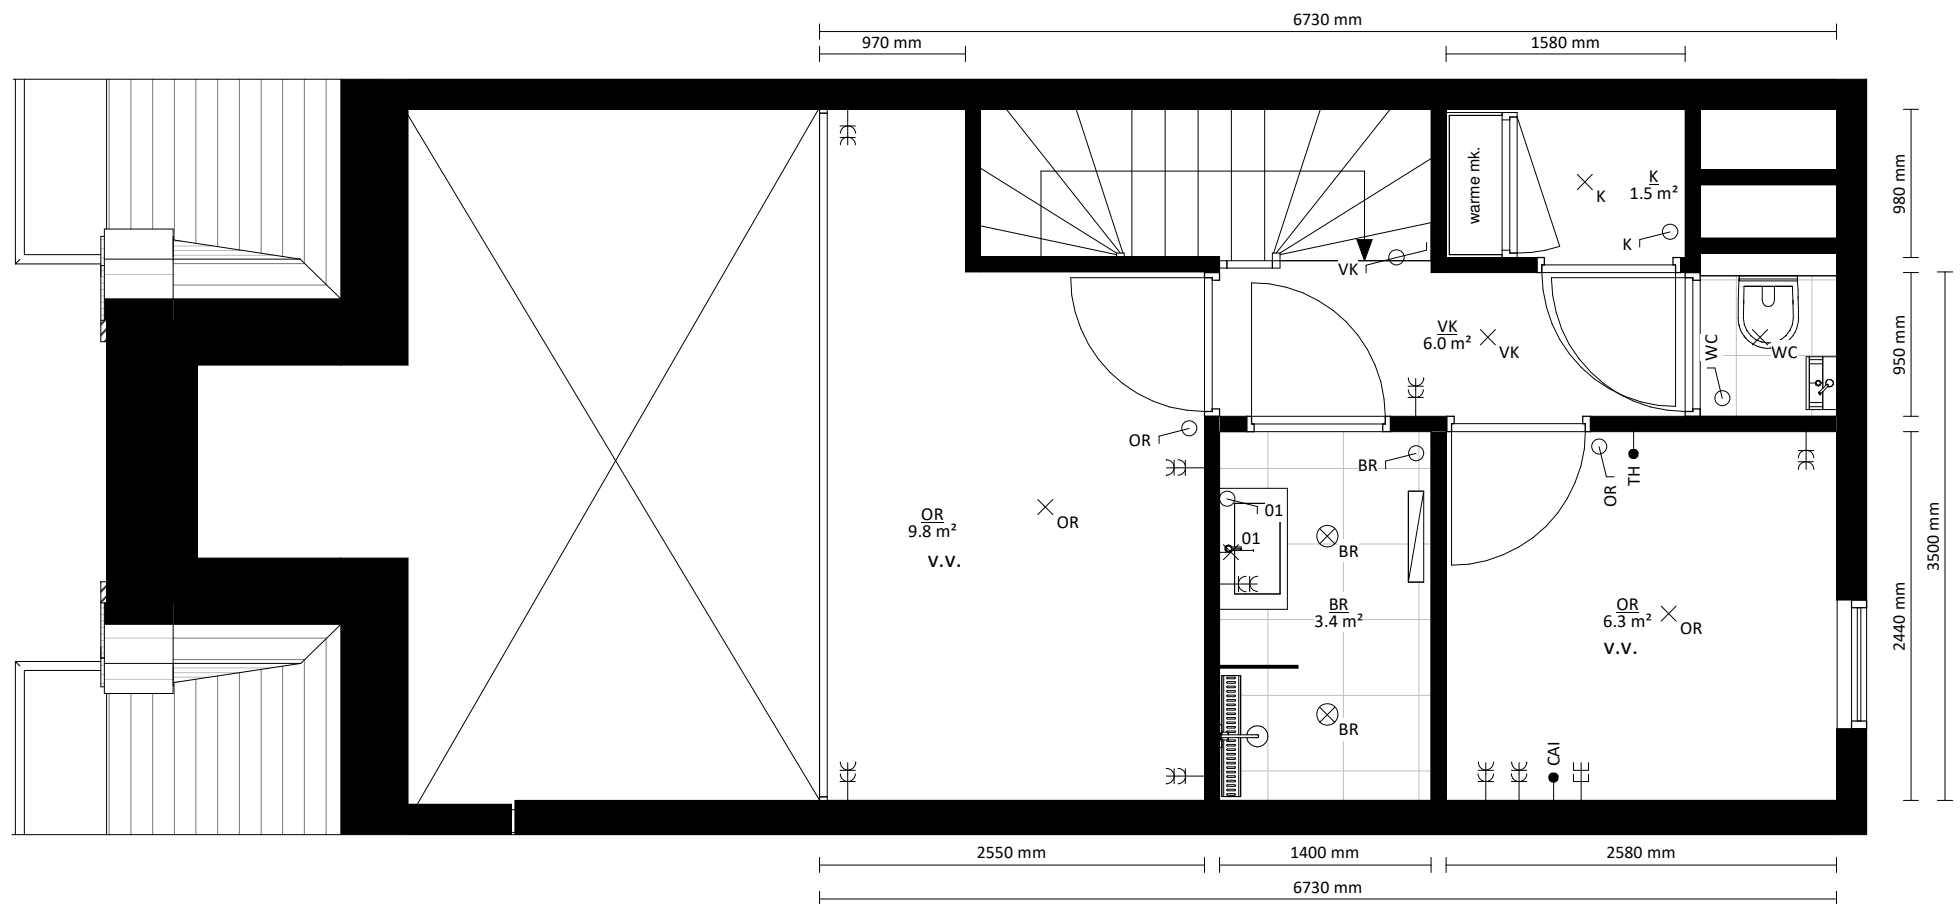 6730 mm
970 mm
1580 mm
warme mk.
K
K
1.5 m²
K
980 mm
VK
VK
6.0 m²
VK
WC
WC
950 mm
OR
BR
OR
TH
01
OR
9.8 m²
v.v.
OR
01
BR
BR
3.4 m²
OR
6.3 m²
v.v.
OR
2440 mm
3500 mm
BR
CAI
2550 mm
1400 mm
2580 mm
6730 mm